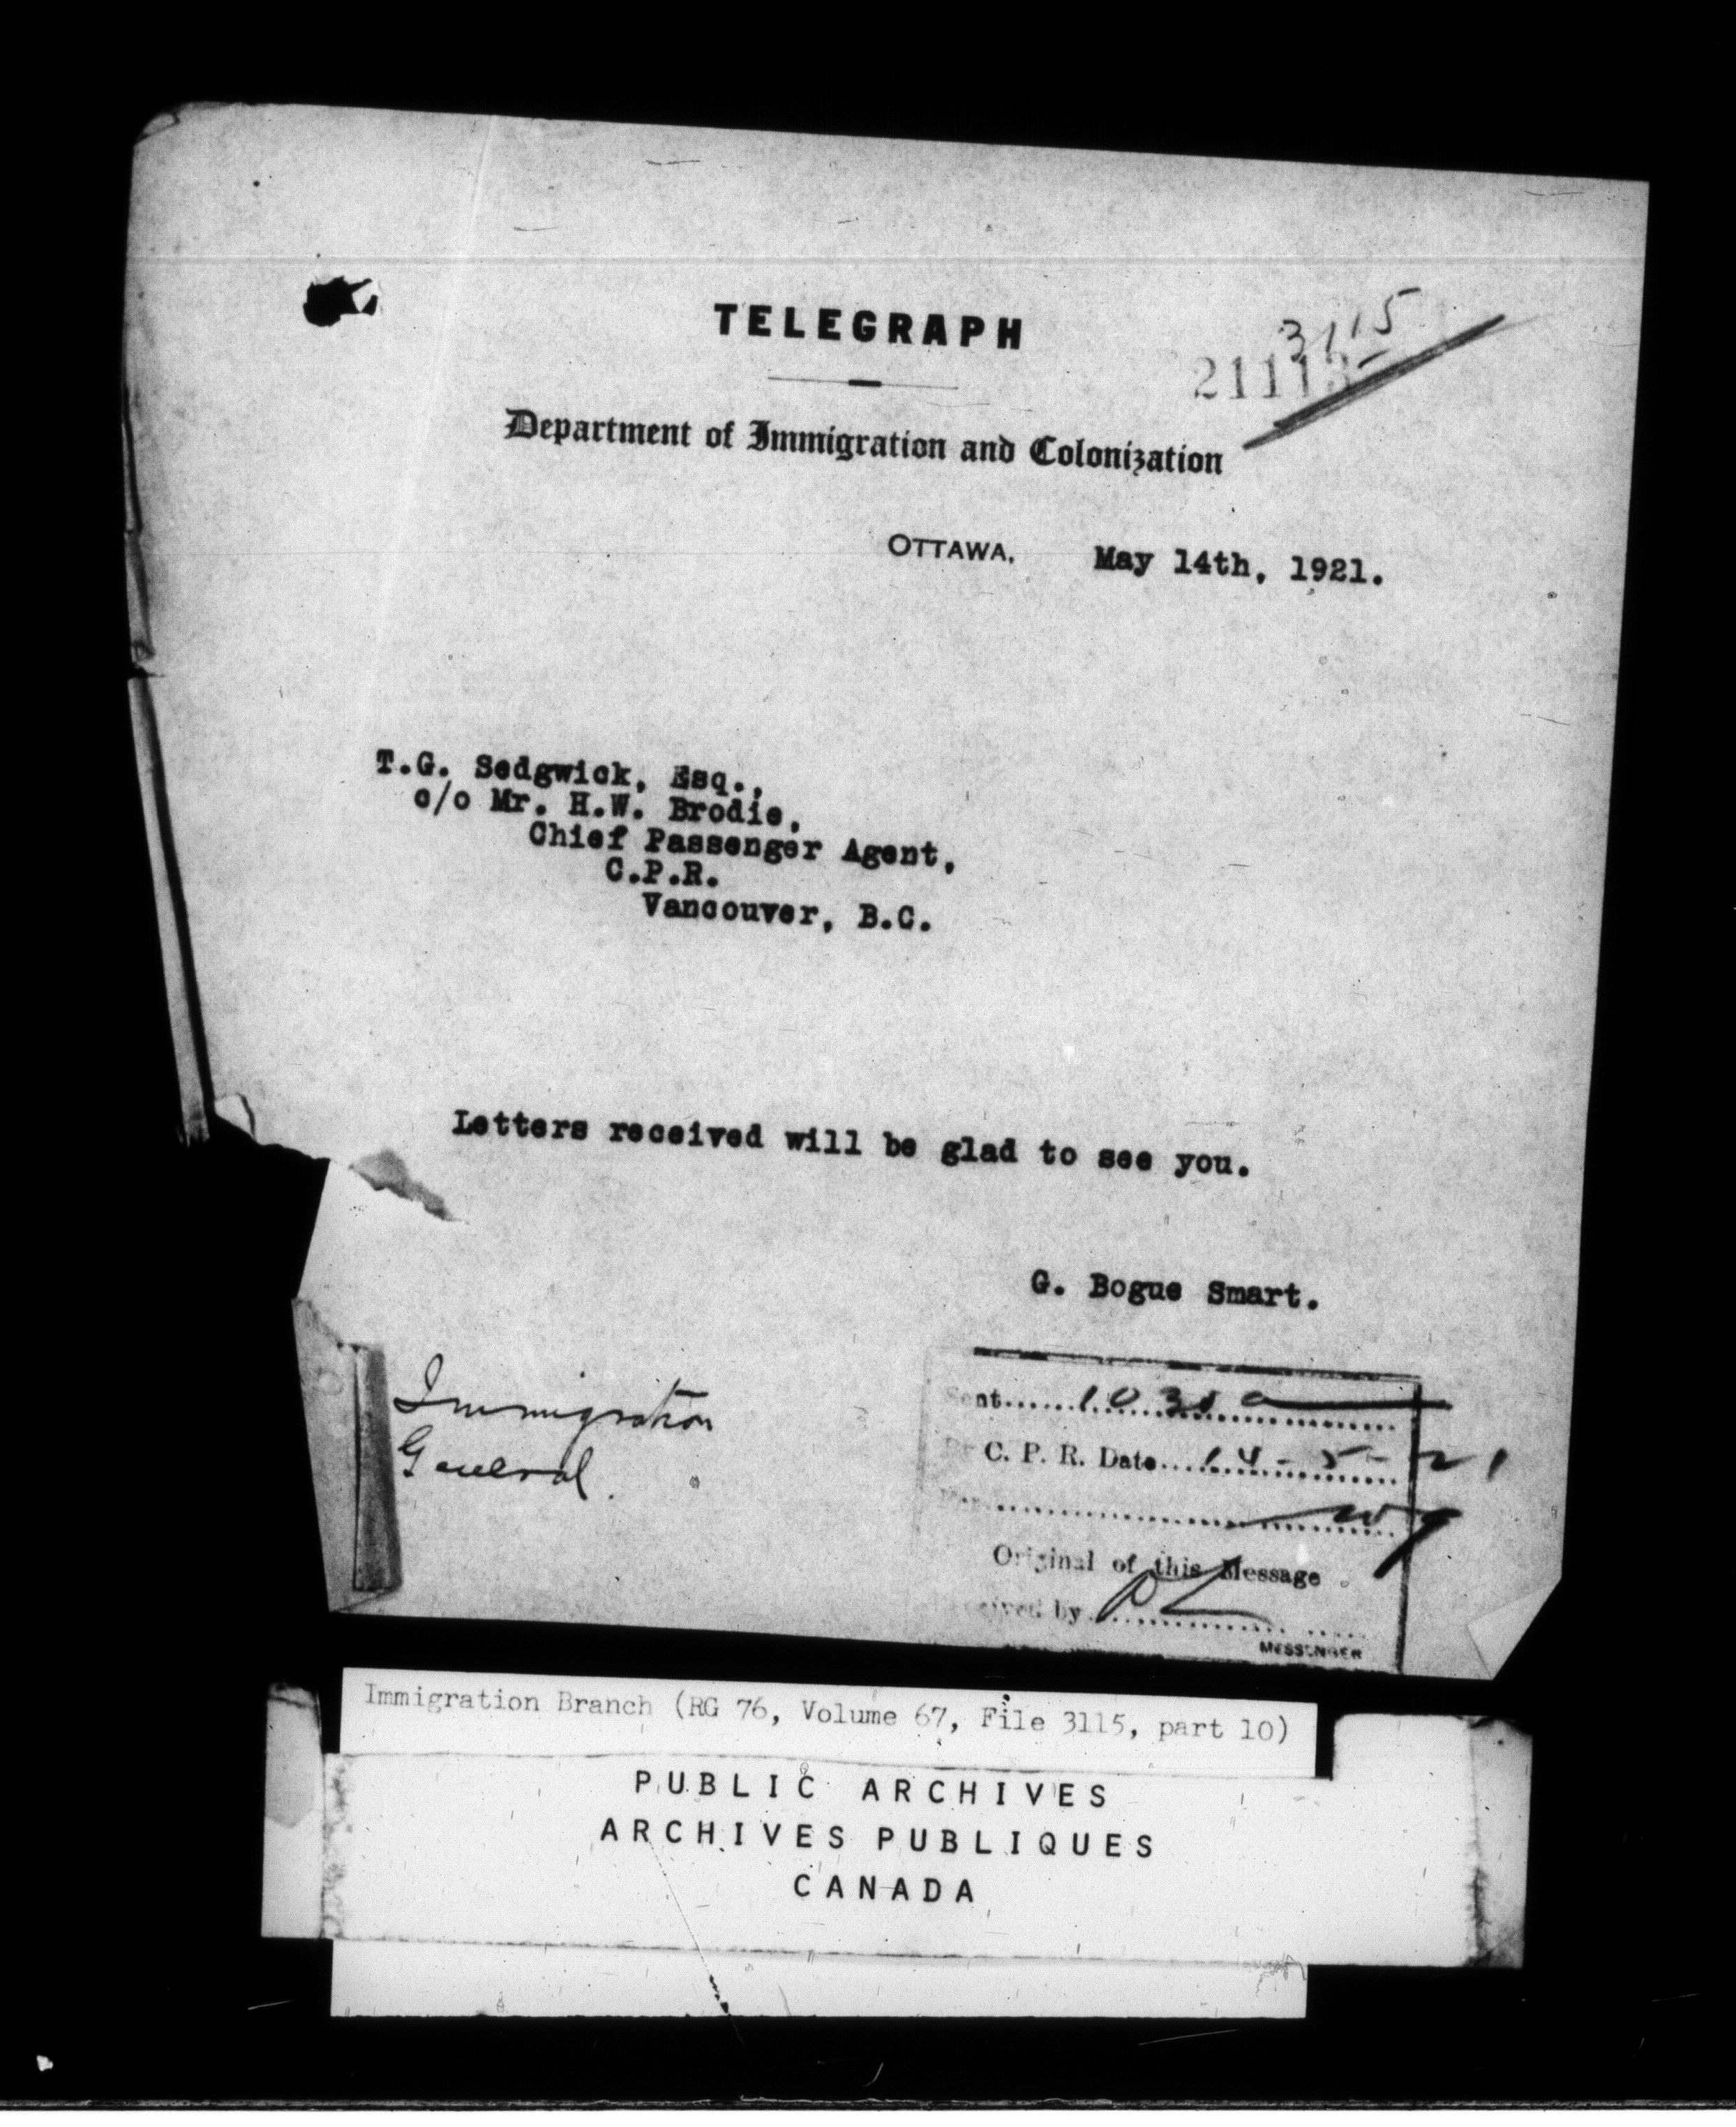 TELEGRAPH
3115
21113
Department of Immigration and Colonization
OTTAWA, May 14th, 1921.
T.G. Sedgwick, Esq.,
c/o Mr. H.W. Brodie,
Chief Passenger Agent,
C.P.R.
Vancouver, B.C.
Letters received will be glad to see you.
G. Bogue Smart.
Immigration
General.
Sent......10 30 a
C. P. R. Date....14-5-21
Original of this Message
by
MESSENGER
Immigration Branch (RG 76, Volume 67, File 3115, part 10)
PUBLIC ARCHIVES
ARCHIVES PUBLIQUES
CANADA